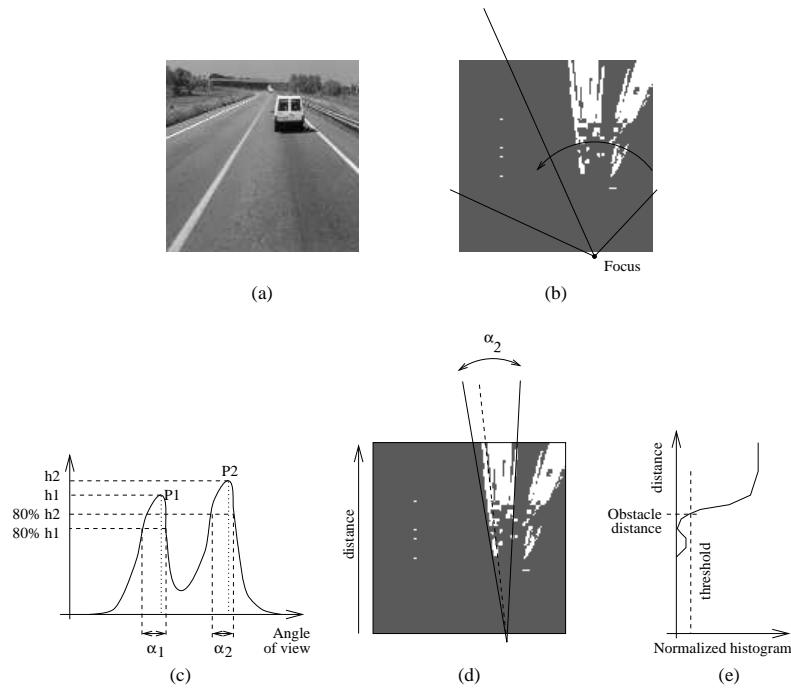 Focus
(a)
(b)
α2
h2
h1
80% h2
80% h1
P1
P2
Angle
of view
α1
α2
(c)
distance
(d)
distance
Obstacle
distance
threshold
Normalized histogram
(e)